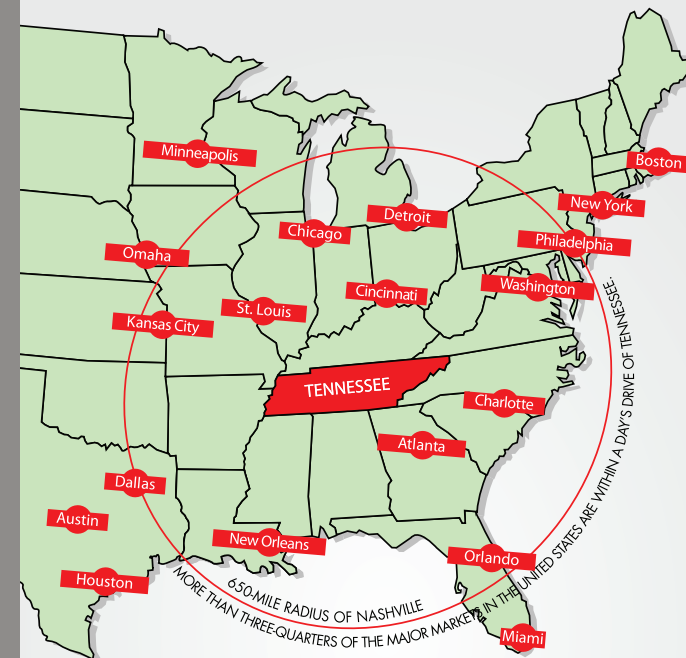 Minneapolis
Boston
New York
Detroit
Chicago
Philadelphia
Omaha
Washington
Cincinnati
St. Louis
Kansas City
TENNESSEE
Charlotte
Atlanta
Dallas
Austin
New Orleans
Orlando
Houston
Miami
650-MILE RADIUS OF NASHVILLE
MORE THAN THREE-QUARTERS OF THE MAJOR MARKETS IN THE UNITED STATES ARE WITHIN A DAY'S DRIVE OF TENNESSEE.